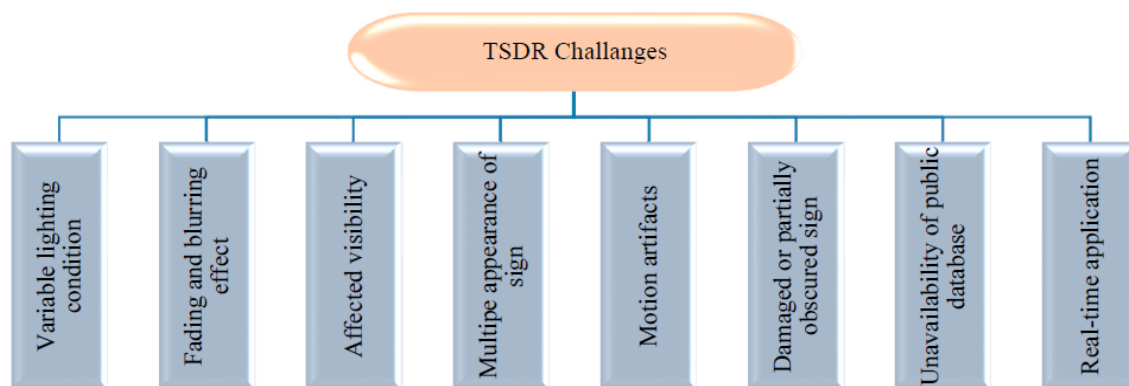 TSDR Challanges
Variable lighting
condition
Fading and blurring
effect
Affected visibility
Multipe appearance of
sign
Motion artifacts
Damaged or partially
obscured sign
Unavailability of public
database
Real-time application